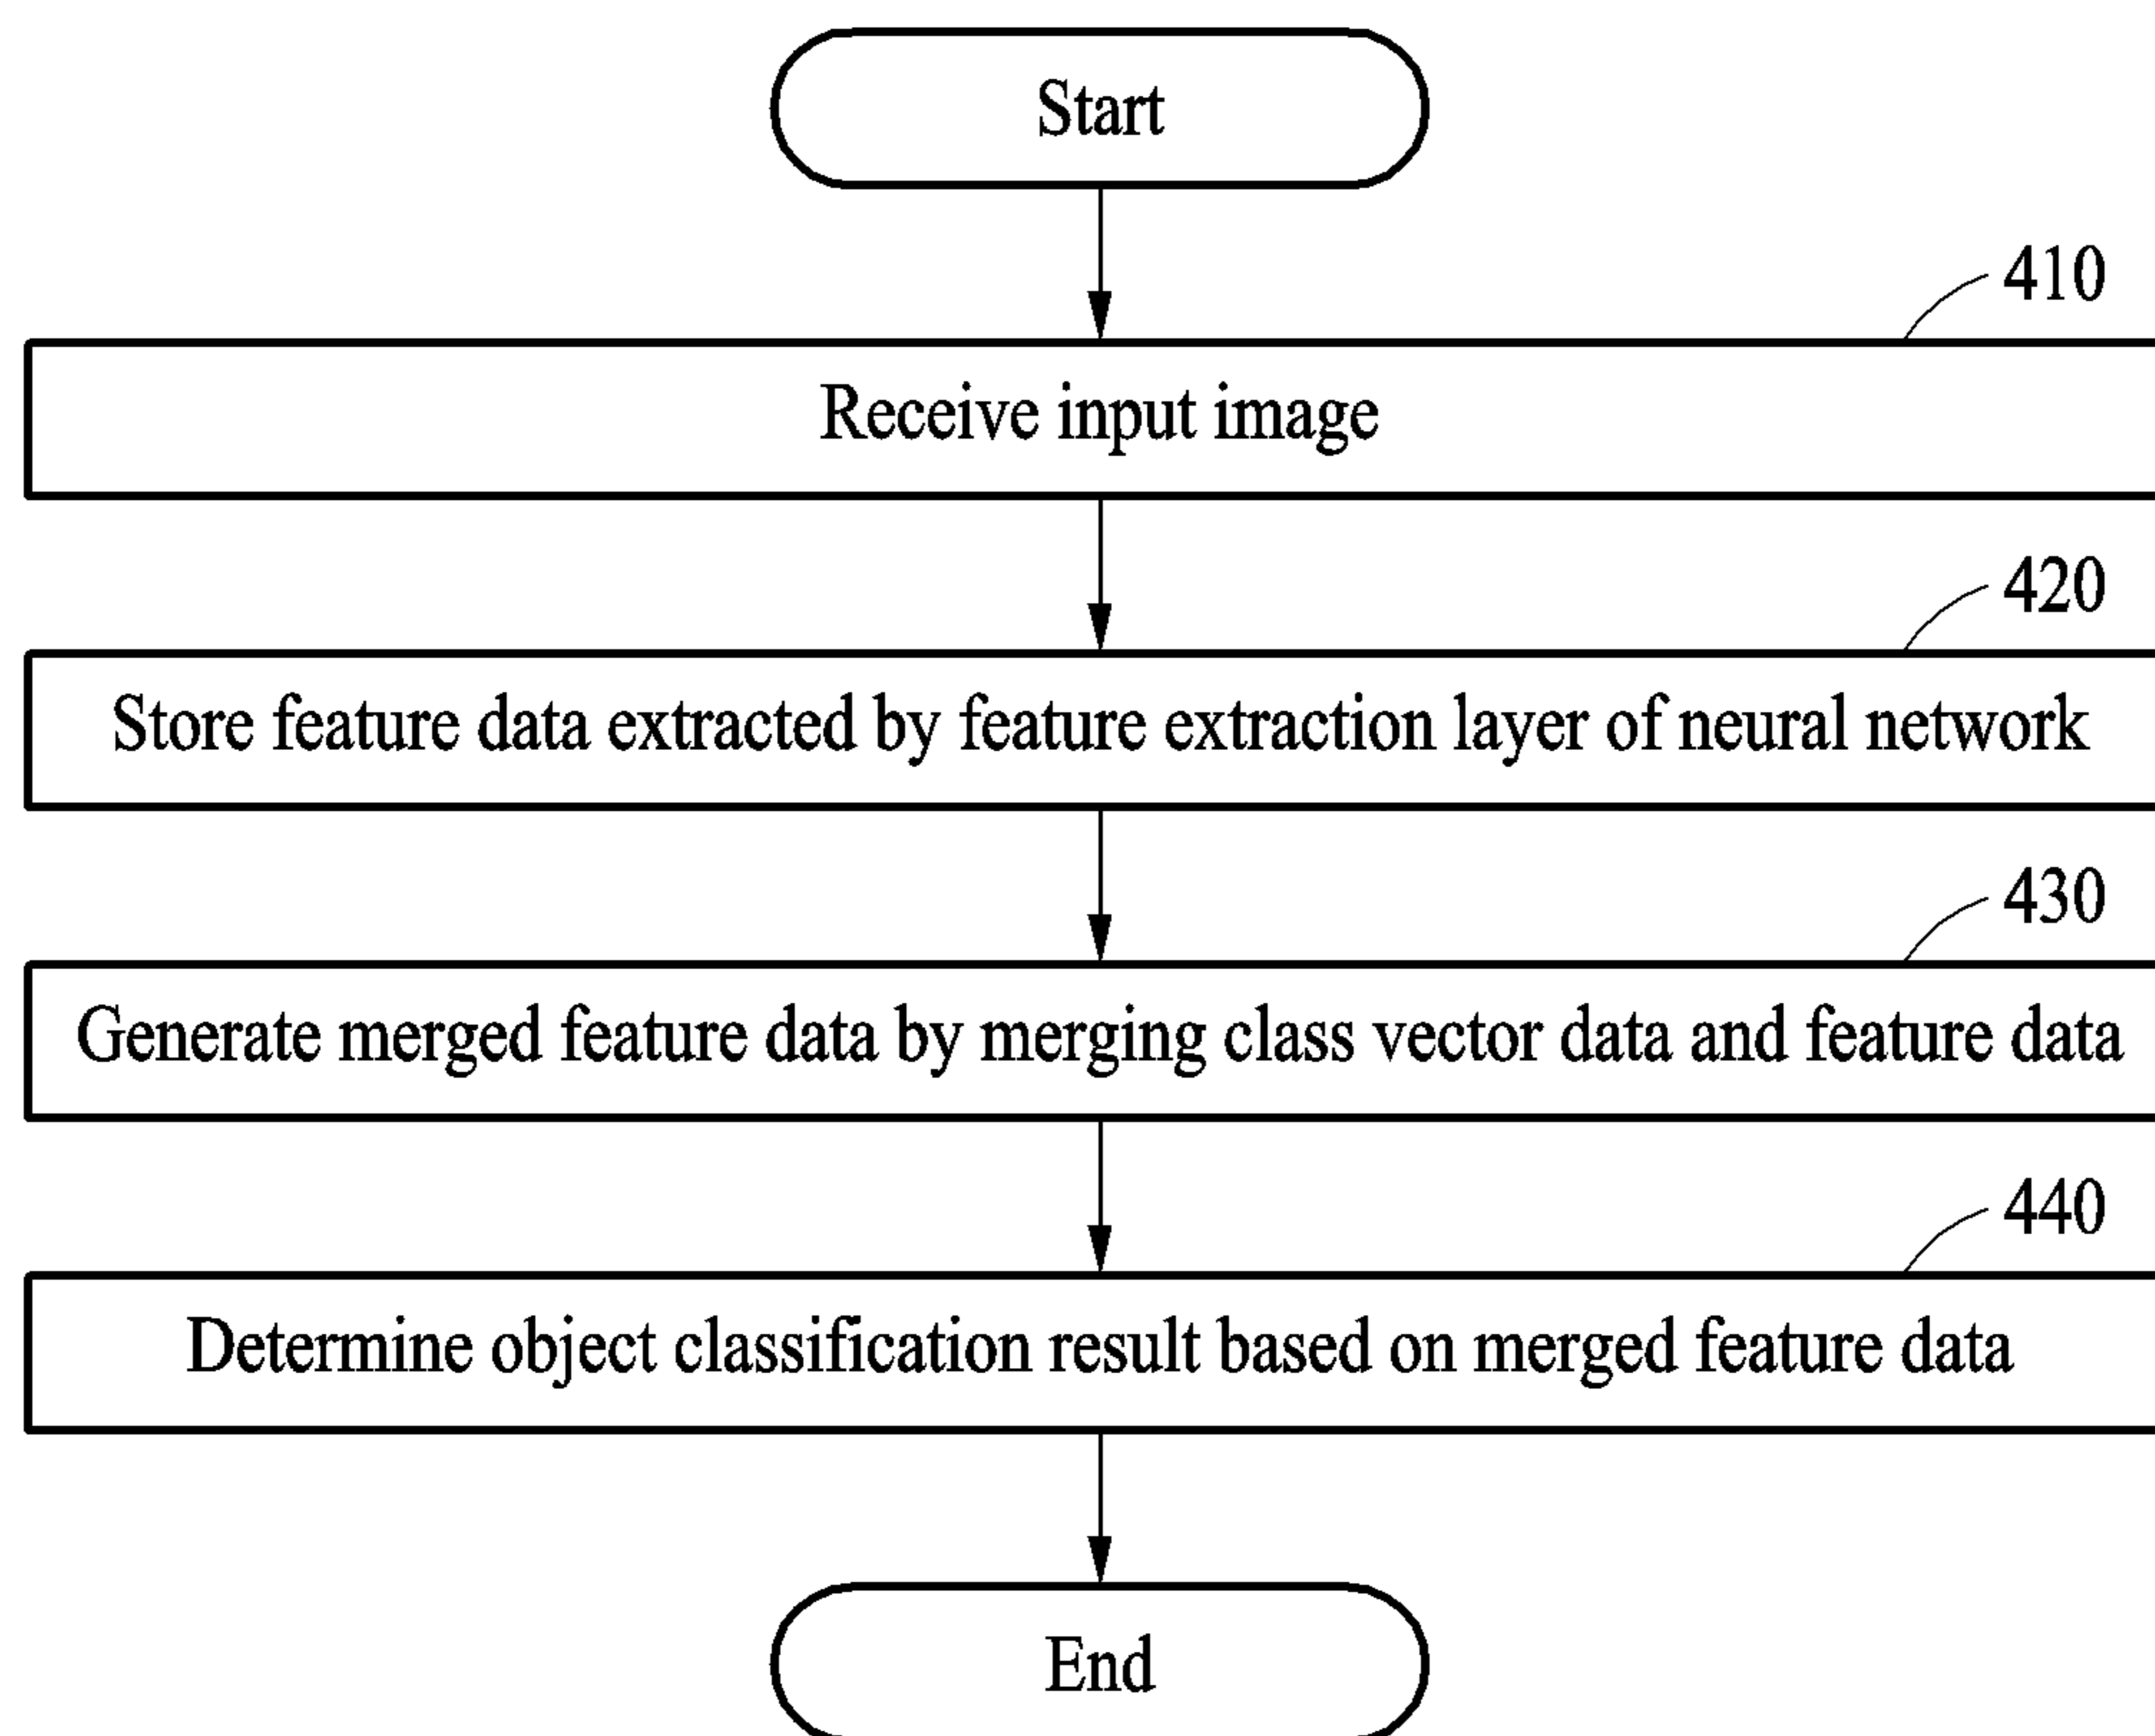 Start
410
Receive input image
420
Store feature data extracted by feature extraction layer of neural network
430
Generate merged feature data by merging class vector data and feature data
440
Determine object classification result based on merged feature data
End